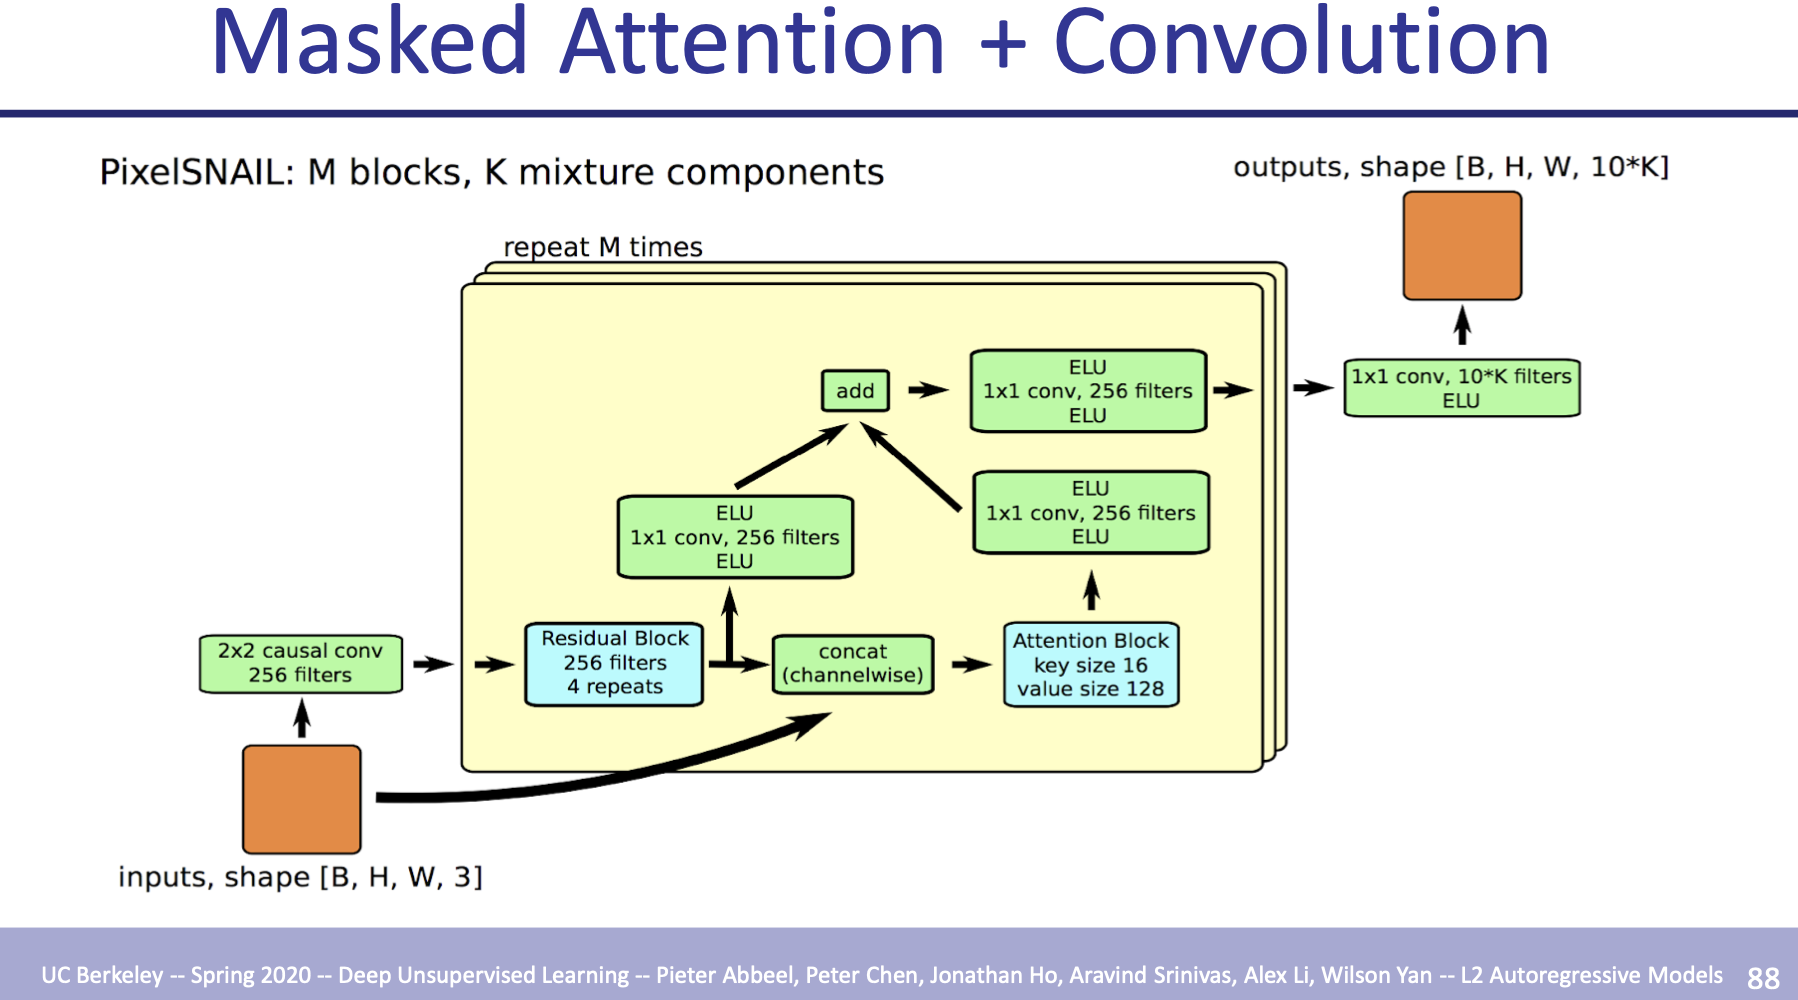 Masked Attention + Convolution
PixelSNAIL: M blocks, K mixture components
outputs, shape [B, H, W, 10*K]
repeat M times
add
ELU
1x1 conv, 256 filters
ELU
1x1 conv, 10*K filters
ELU
ELU
1x1 conv, 256 filters
ELU
ELU
1x1 conv, 256 filters
ELU
2x2 causal conv
256 filters
Residual Block
256 filters
4 repeats
concat
(channelwise)
Attention Block
key size 16
value size 128
inputs, shape [B, H, W, 3]
UC Berkeley -- Spring 2020 -- Deep Unsupervised Learning -- Pieter Abbeel, Peter Chen, Jonathan Ho, Aravind Srinivas, Alex Li, Wilson Yan -- L2 Autoregressive Models 88